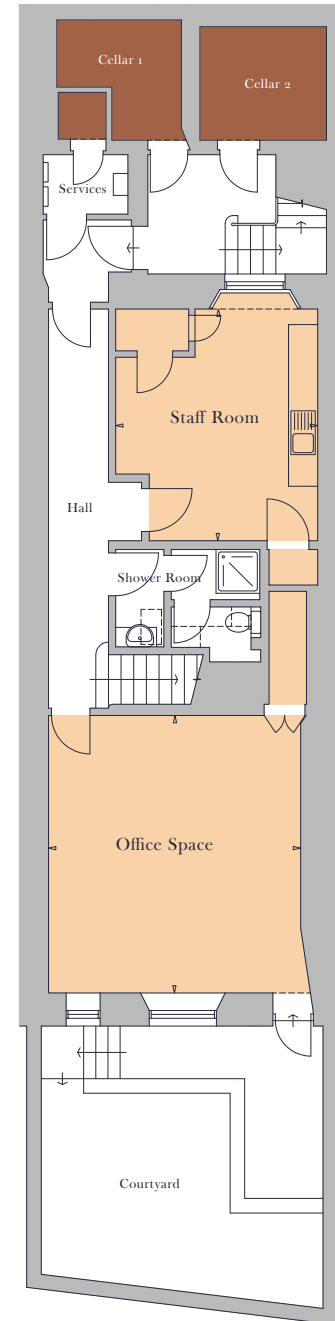 Cellar 1
Cellar 2
Services
Staff Room
Hall
Shower Room
Office Space
Courtyard